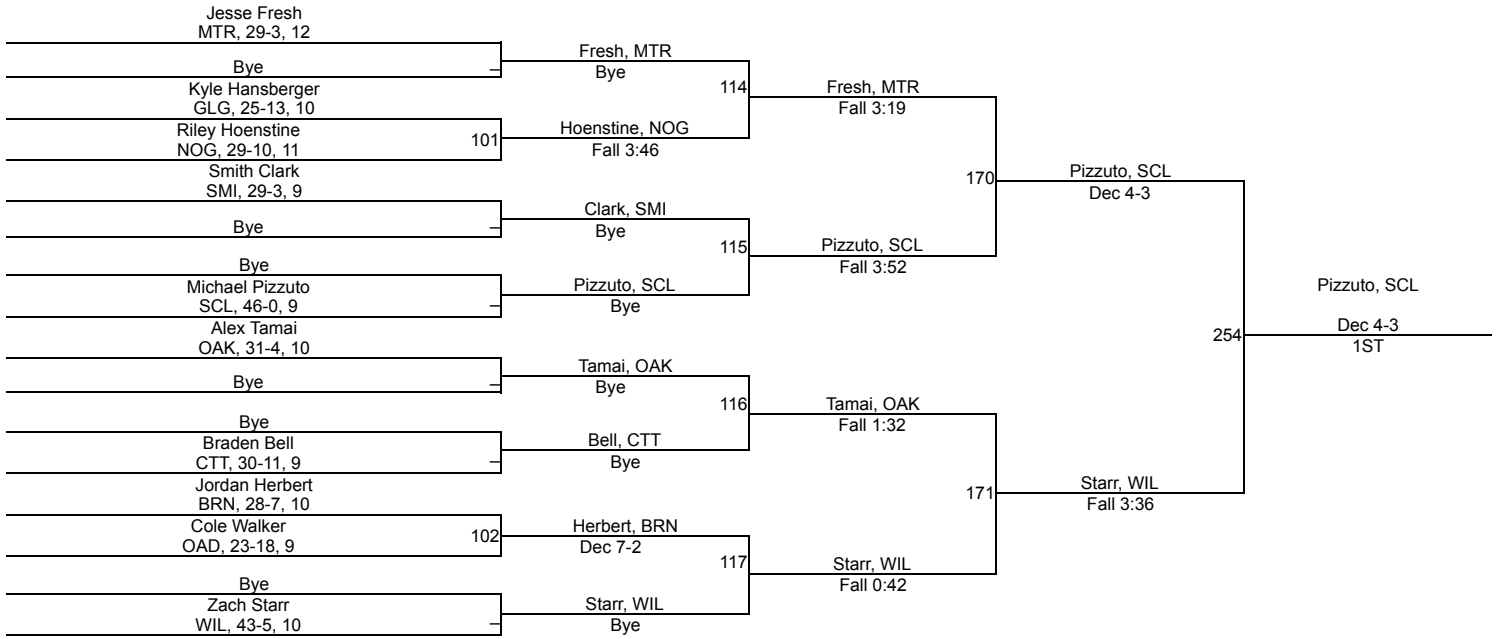 Jesse Fresh
MTR, 29-3, 12
Bye
–
Kyle Hansberger
GLG, 25-13, 10
Riley Hoenstine
NOG, 29-10, 11
101
Smith Clark
SMI, 29-3, 9
Bye
–
Bye
Michael Pizzuto
SCL, 46-0, 9
–
Alex Tamai
OAK, 31-4, 10
Bye
–
Bye
Braden Bell
CTT, 30-11, 9
–
Jordan Herbert
BRN, 28-7, 10
Cole Walker
OAD, 23-18, 9
102
Bye
Zach Starr
WIL, 43-5, 10
–
Fresh, MTR
Bye
114
Hoenstine, NOG
Fall 3:46
Clark, SMI
Bye
115
Pizzuto, SCL
Bye
Tamai, OAK
Bye
116
Bell, CTT
Bye
Herbert, BRN
Dec 7-2
117
Starr, WIL
Bye
Fresh, MTR
Fall 3:19
170
Pizzuto, SCL
Fall 3:52
Tamai, OAK
Fall 1:32
171
Starr, WIL
Fall 0:42
Pizzuto, SCL
Dec 4-3
254
Starr, WIL
Fall 3:36
Pizzuto, SCL
Dec 4-3
1ST